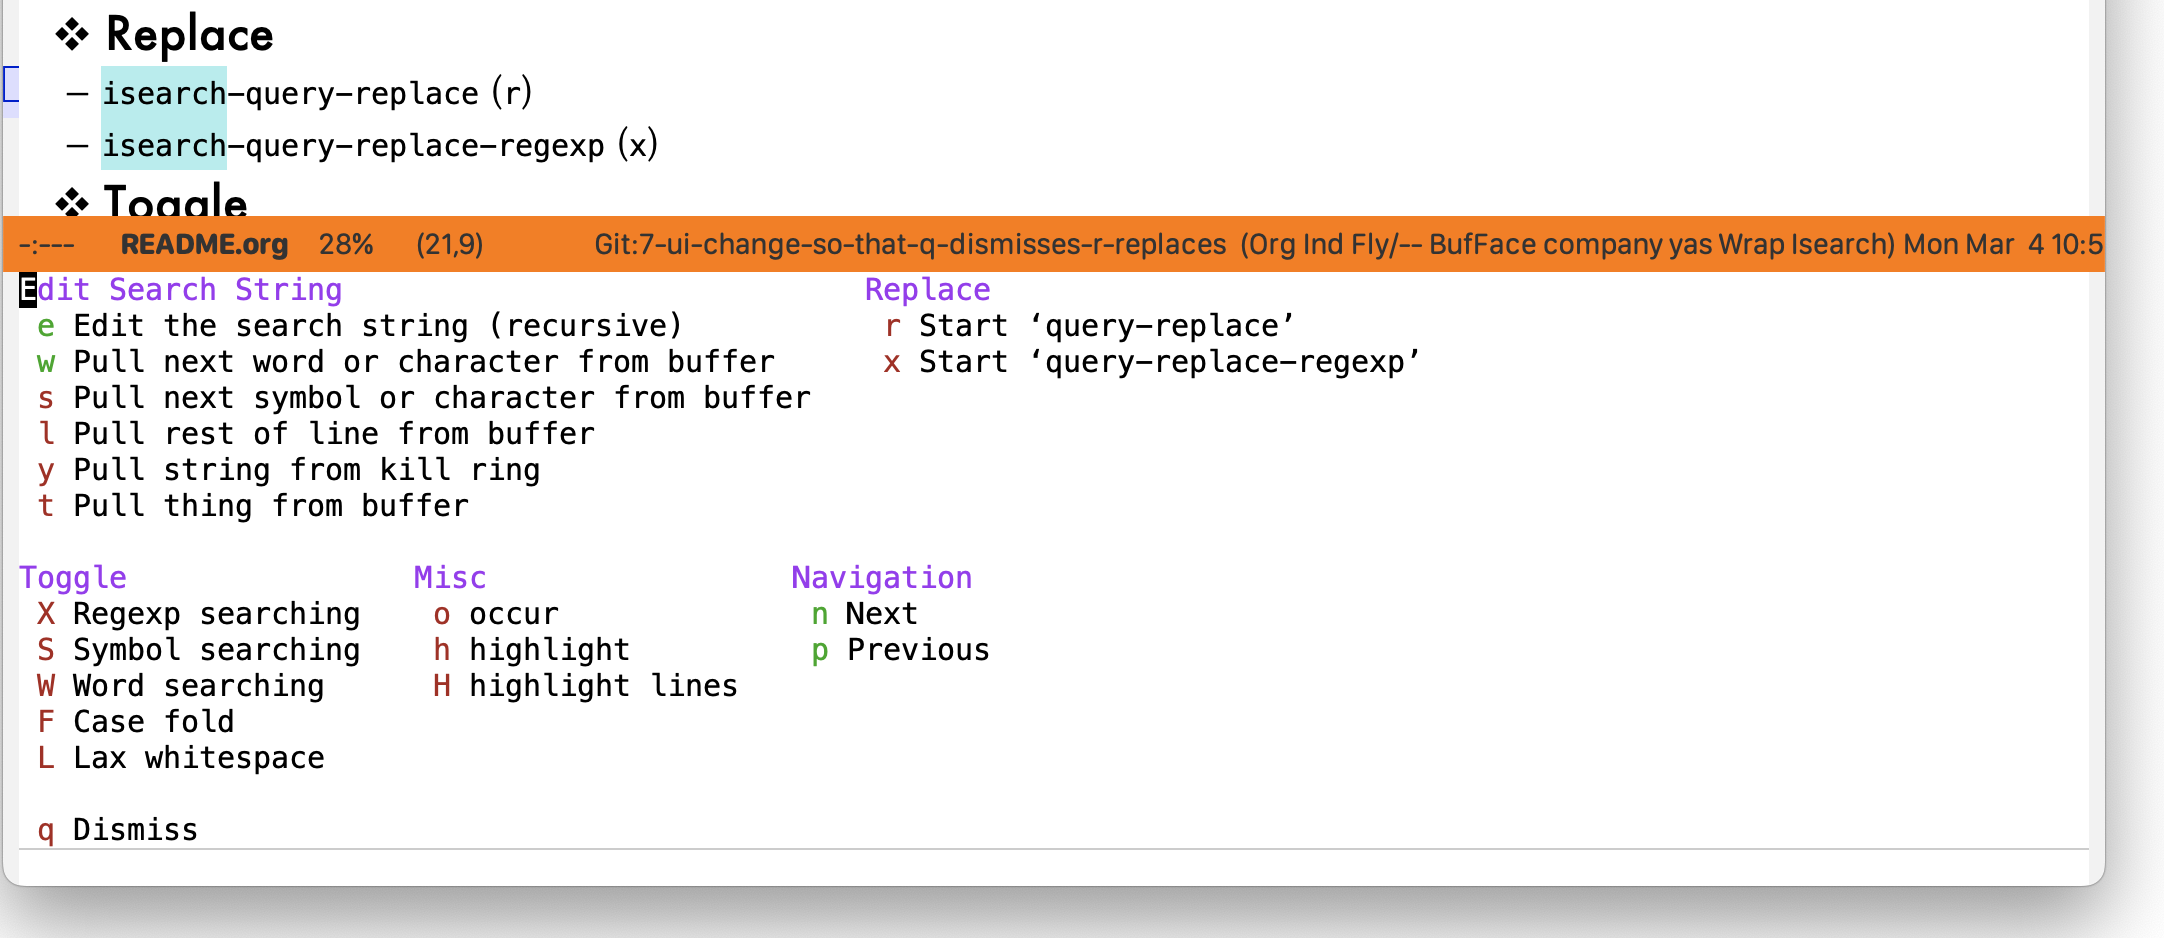 ❖ Replace
— isearch-query-replace (r)
— isearch-query-replace-regexp (x)
❖ Toggle
-:--- README.org 28% (21,9) Git:7-ui-change-so-that-q-dismisses-r-replaces (Org Ind Fly/-- BufFace company yas Wrap Isearch) Mon Mar 4 10:5
Edit Search String Replace
e Edit the search string (recursive) r Start ‘query-replace’
w Pull next word or character from buffer x Start ‘query-replace-regexp’
s Pull next symbol or character from buffer
l Pull rest of line from buffer
y Pull string from kill ring
t Pull thing from buffer
Toggle Misc Navigation
X Regexp searching o occur n Next
S Symbol searching h highlight p Previous
W Word searching H highlight lines
F Case fold
L Lax whitespace
q Dismiss